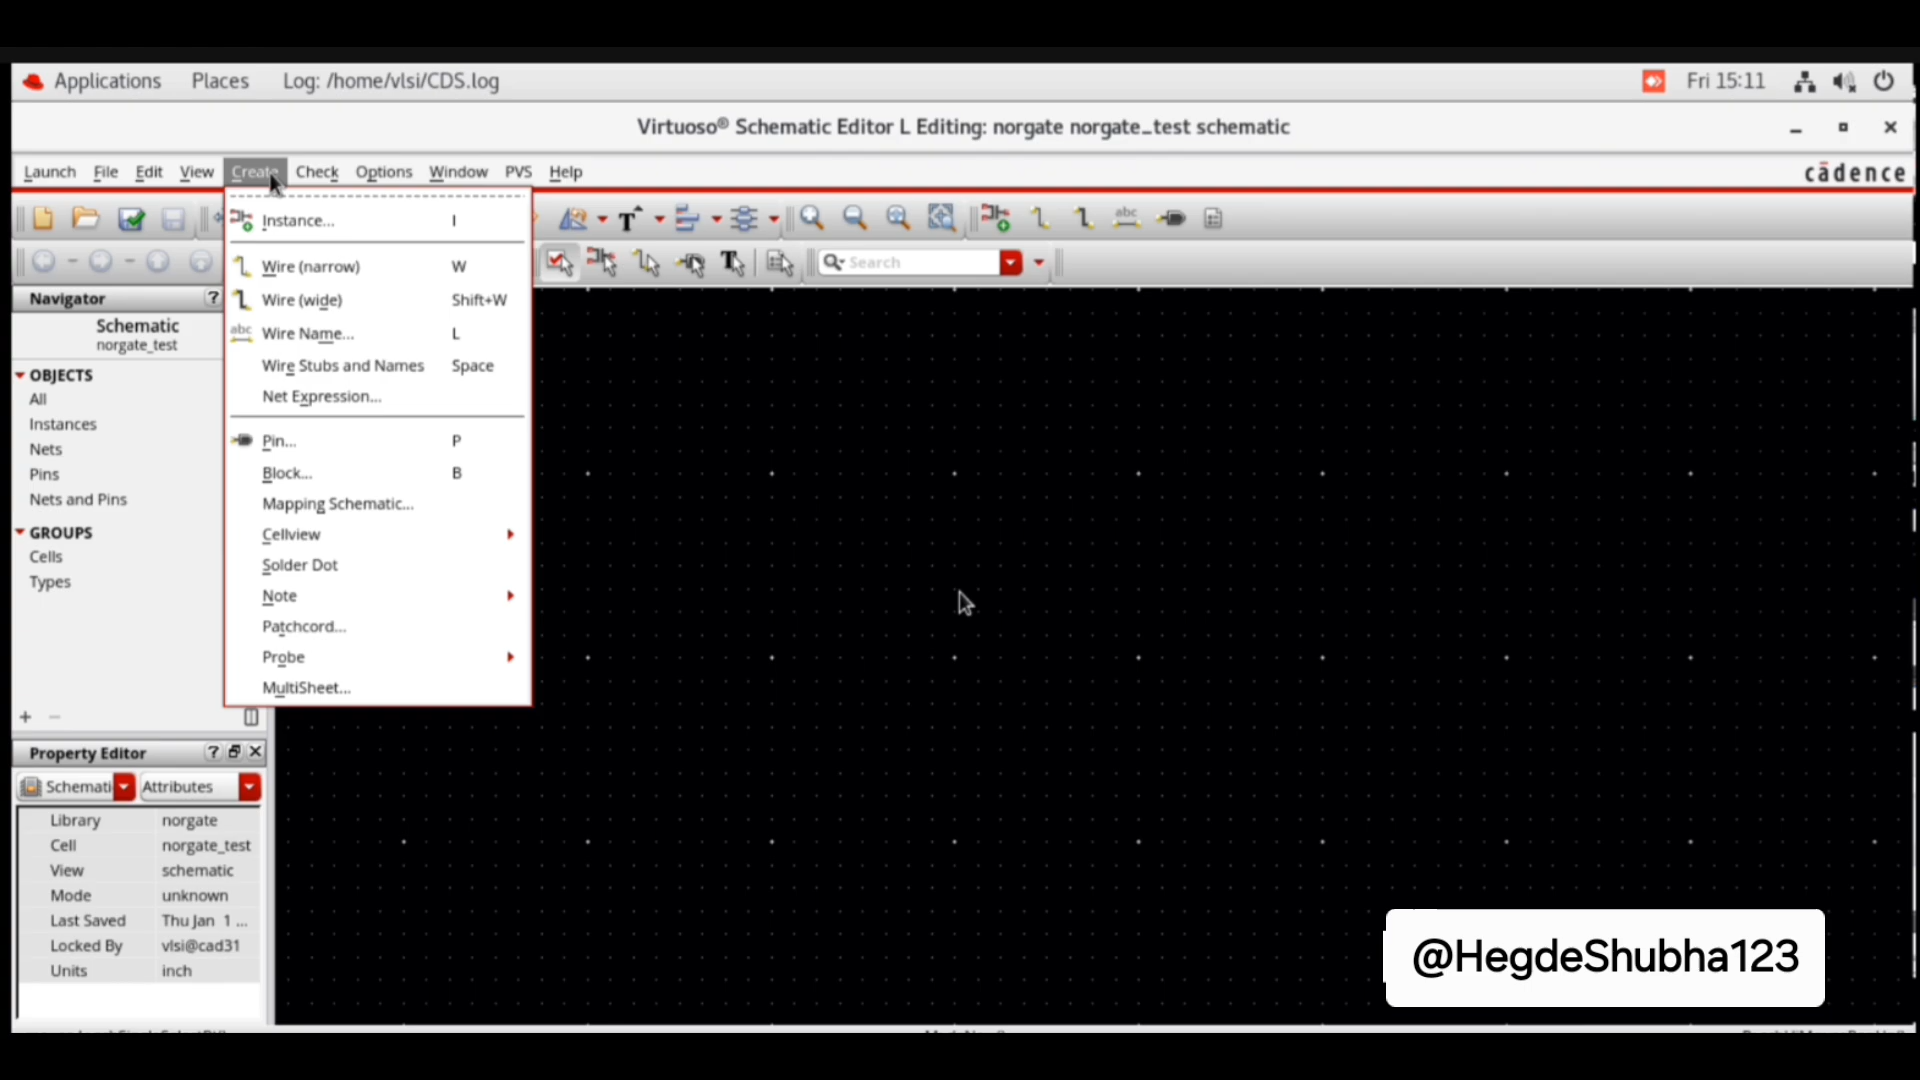 Applications Places Log: /home/vlsi/CDS.log Fri 15:11
Virtuoso® Schematic Editor L Editing: norgate norgate_test schematic
Launch File Edit View Create Check Options Window PVS Help cādence
Instance... I
Wire (narrow) W
Wire (wide) Shift+W
abc Wire Name... L
Wire Stubs and Names Space
Net Expression...
Pin... P
Block... B
Mapping Schematic...
Cellview
Solder Dot
Note
Patchcord...
Probe
MultiSheet...
T abc
T Search
Navigator ?
Schematic
norgate_test
OBJECTS
All
Instances
Nets
Pins
Nets and Pins
GROUPS
Cells
Types
Property Editor ?
Schemati Attributes
Library norgate
Cell norgate_test
View schematic
Mode unknown
Last Saved Thu Jan 1 ...
Locked By vlsi@cad31
Units inch
@HegdeShubha123